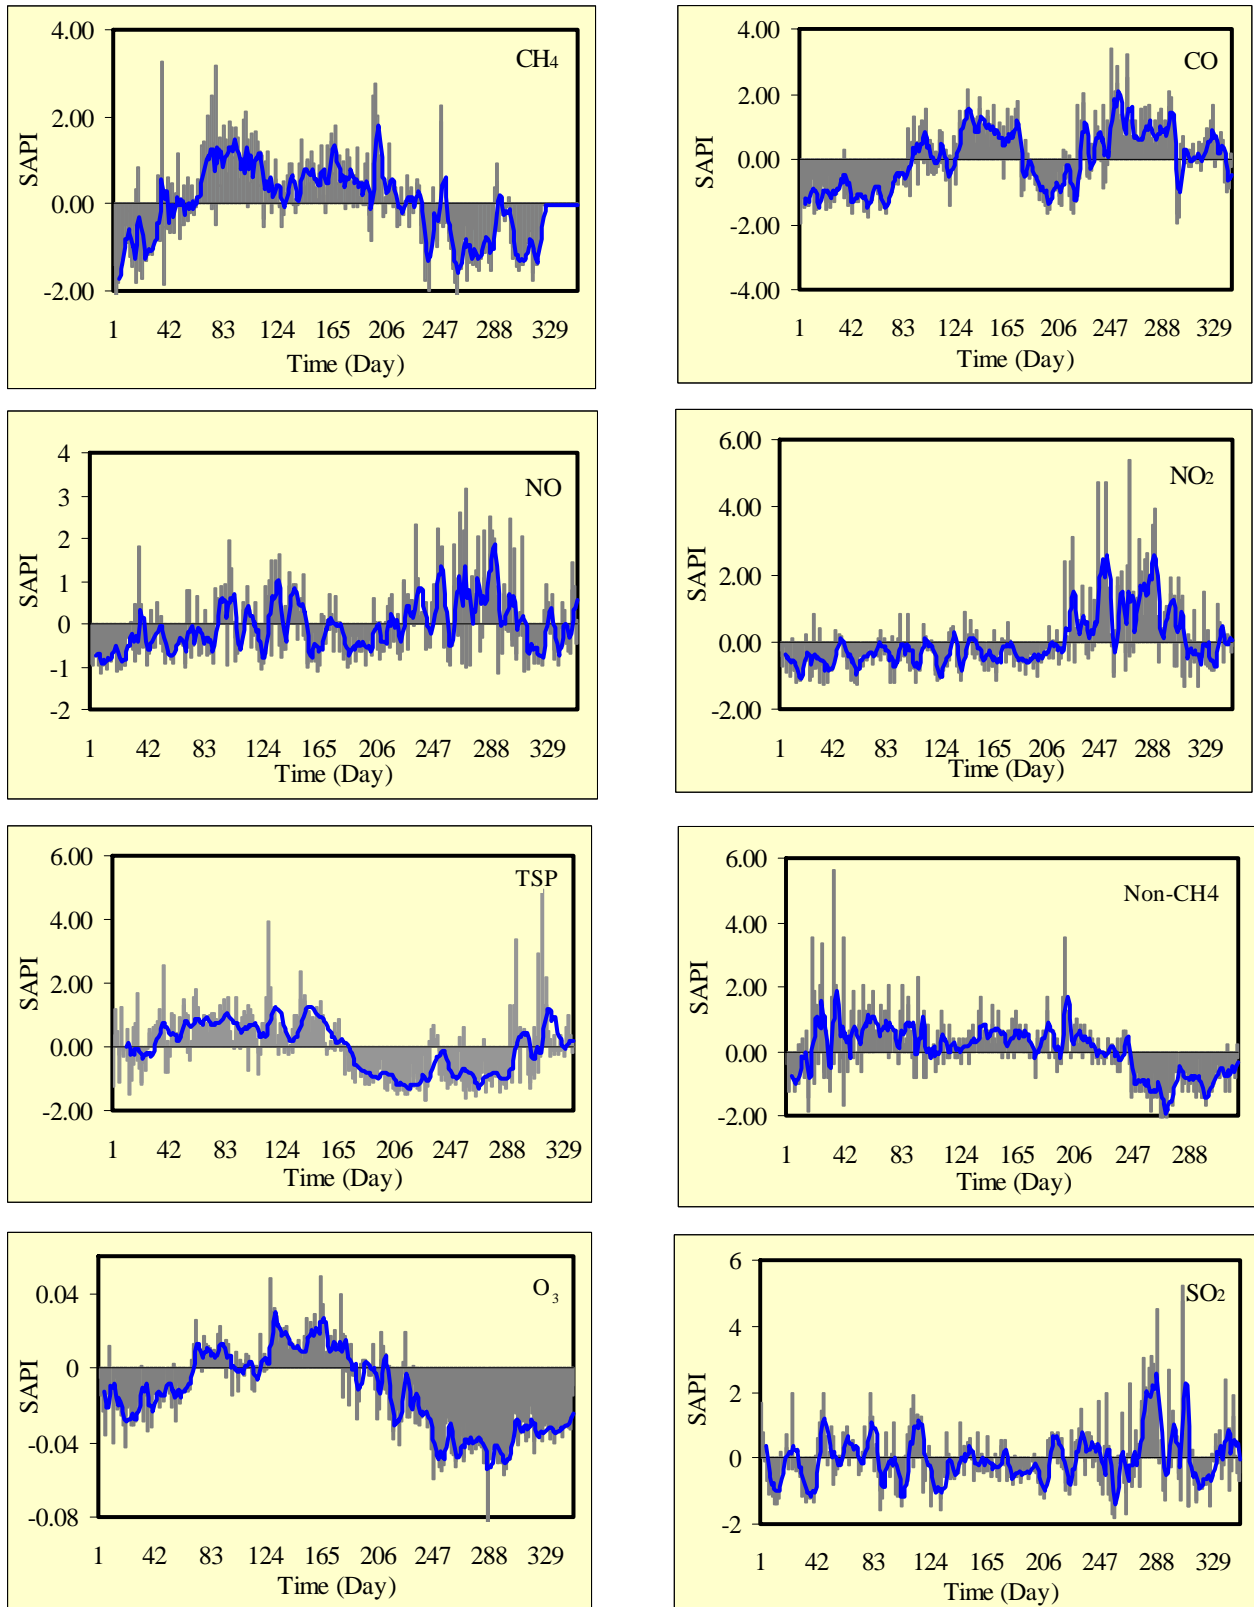 4.00
CH4
2.00
0.00
-2.00
SAPI
1 42 83 124 165 206 247 288 329
Time (Day)
4.00
CO
2.00
0.00
-2.00
-4.00
SAPI
1 42 83 124 165 206 247 288 329
Time (Day)
4
3
NO
2
1
0
-1
-2
SAPI
1 42 83 124 165 206 247 288 329
Time (Day)
6.00
NO2
4.00
2.00
0.00
-2.00
SAPI
1 42 83 124 165 206 247 288 329
Time (Day)
6.00
TSP
4.00
2.00
0.00
-2.00
SAPI
1 42 83 124 165 206 247 288 329
Time (Day)
6.00
Non-CH4
4.00
2.00
0.00
-2.00
SAPI
1 42 83 124 165 206 247 288
Time (Day)
0.04
O3
0
-0.04
-0.08
SAPI
1 42 83 124 165 206 247 288 329
Time (Day)
6
SO2
4
2
0
-2
SAPI
1 42 83 124 165 206 247 288 329
Time (Day)